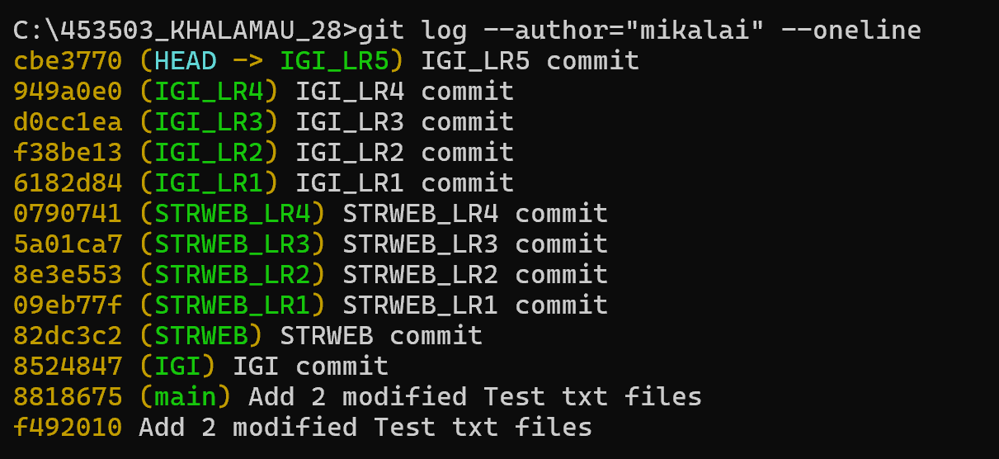 C:\453503_KHALAMAU_28>git log --author="mikalai" --oneline
cbe3770 (HEAD -> IGI_LR5) IGI_LR5 commit
949a0e0 (IGI_LR4) IGI_LR4 commit
d0cc1ea (IGI_LR3) IGI_LR3 commit
f38be13 (IGI_LR2) IGI_LR2 commit
6182d84 (IGI_LR1) IGI_LR1 commit
0790741 (STRWEB_LR4) STRWEB_LR4 commit
5a01ca7 (STRWEB_LR3) STRWEB_LR3 commit
8e3e553 (STRWEB_LR2) STRWEB_LR2 commit
09eb77f (STRWEB_LR1) STRWEB_LR1 commit
82dc3c2 (STRWEB) STRWEB commit
8524847 (IGI) IGI commit
8818675 (main) Add 2 modified Test txt files
f492010 Add 2 modified Test txt files